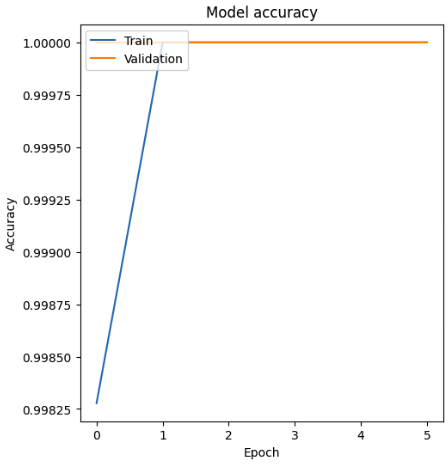 Model accuracy
Train
Validation
1.00000
0.99975
0.99950
0.99925
0.99900
0.99875
0.99850
0.99825
Accuracy
0 1 2 3 4 5
Epoch